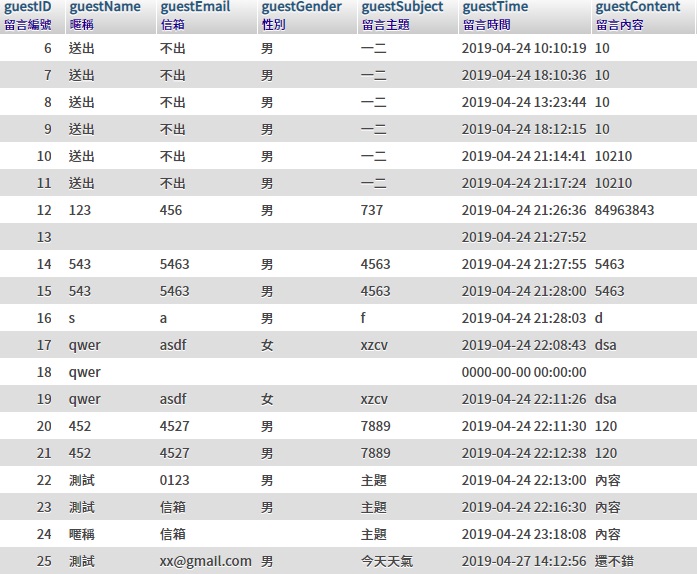 guestID guestName guestEmail guestGender guestSubject guestTime guestContent
留言編號 暱稱 信箱 性別 留言主題 留言時間 留言內容
6 送出 不出 男 一二 2019-04-24 10:10:19 10
7 送出 不出 男 一二 2019-04-24 18:10:36 10
8 送出 不出 男 一二 2019-04-24 13:23:44 10
9 送出 不出 男 一二 2019-04-24 18:12:15 10
10 送出 不出 男 一二 2019-04-24 21:14:41 10210
11 送出 不出 男 一二 2019-04-24 21:17:24 10210
12 123 456 男 737 2019-04-24 21:26:36 84963843
13 2019-04-24 21:27:52
14 543 5463 男 4563 2019-04-24 21:27:55 5463
15 543 5463 男 4563 2019-04-24 21:28:00 5463
16 s a 男 f 2019-04-24 21:28:03 d
17 qwer asdf 女 xzcv 2019-04-24 22:08:43 dsa
18 qwer 0000-00-00 00:00:00
19 qwer asdf 女 xzcv 2019-04-24 22:11:26 dsa
20 452 4527 男 7889 2019-04-24 22:11:30 120
21 452 4527 男 7889 2019-04-24 22:12:38 120
22 測試 0123 男 主題 2019-04-24 22:13:00 內容
23 測試 信箱 男 主題 2019-04-24 22:16:30 內容
24 暱稱 信箱 主題 2019-04-24 23:18:08 內容
25 測試 xx@gmail.com 男 今天天氣 2019-04-27 14:12:56 還不錯